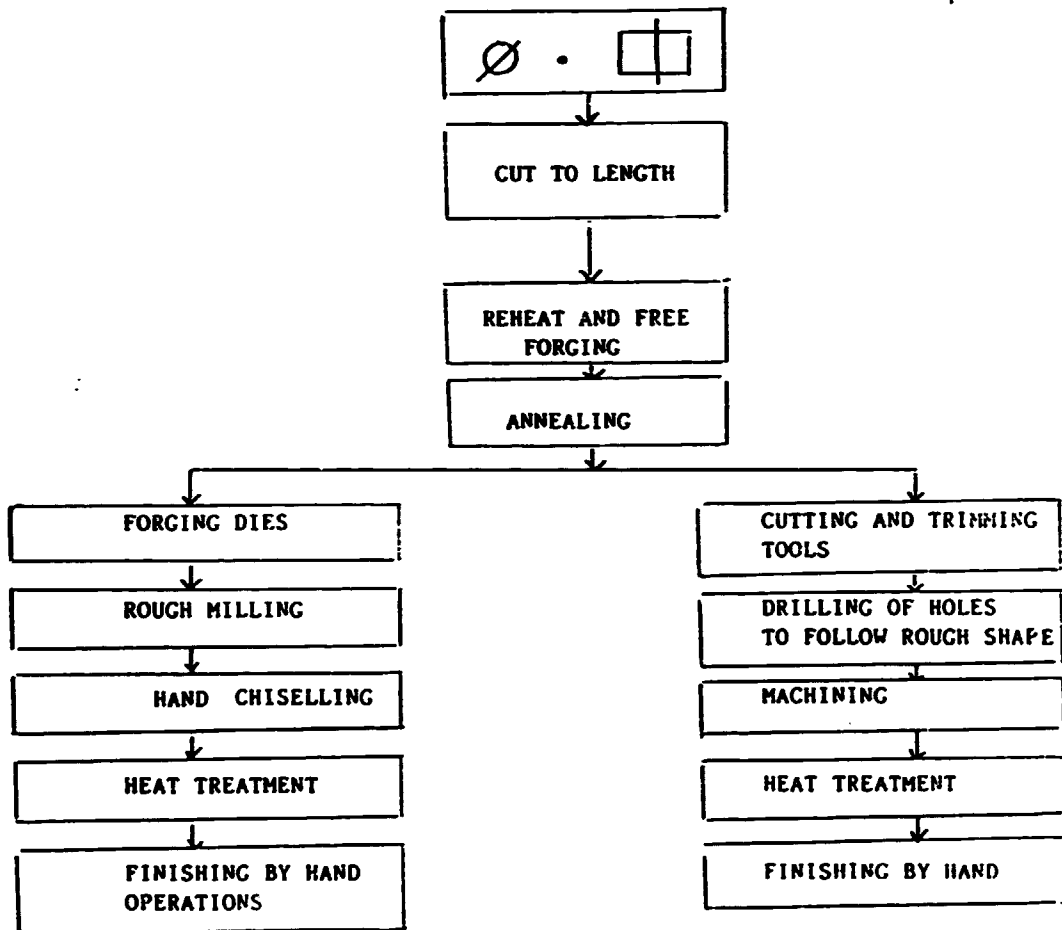 CUT TO LENGTH
REHEAT AND FREE
FORGING
ANNEALING
FORGING DIES
ROUGH MILLING
HAND CHISELLING
HEAT TREATMENT
FINISHING BY HAND
OPERATIONS
CUTTING AND TRIMMING
TOOLS
DRILLING OF HOLES
TO FOLLOW ROUGH SHAPE
MACHINING
HEAT TREATMENT
FINISHING BY HAND